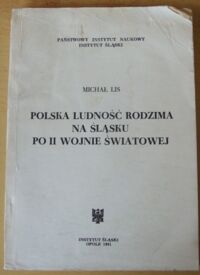 PAŃSTWOWY INSTYTUT NAUKOWY
INSTYTUT ŚLĄSKI
MICHAŁ LIS
POLSKA LUDNOŚĆ RODZIMA
NA ŚLĄSKU
PO II WOJNIE ŚWIATOWEJ
INSTYTUT ŚLĄSKI
OPOLE 1991